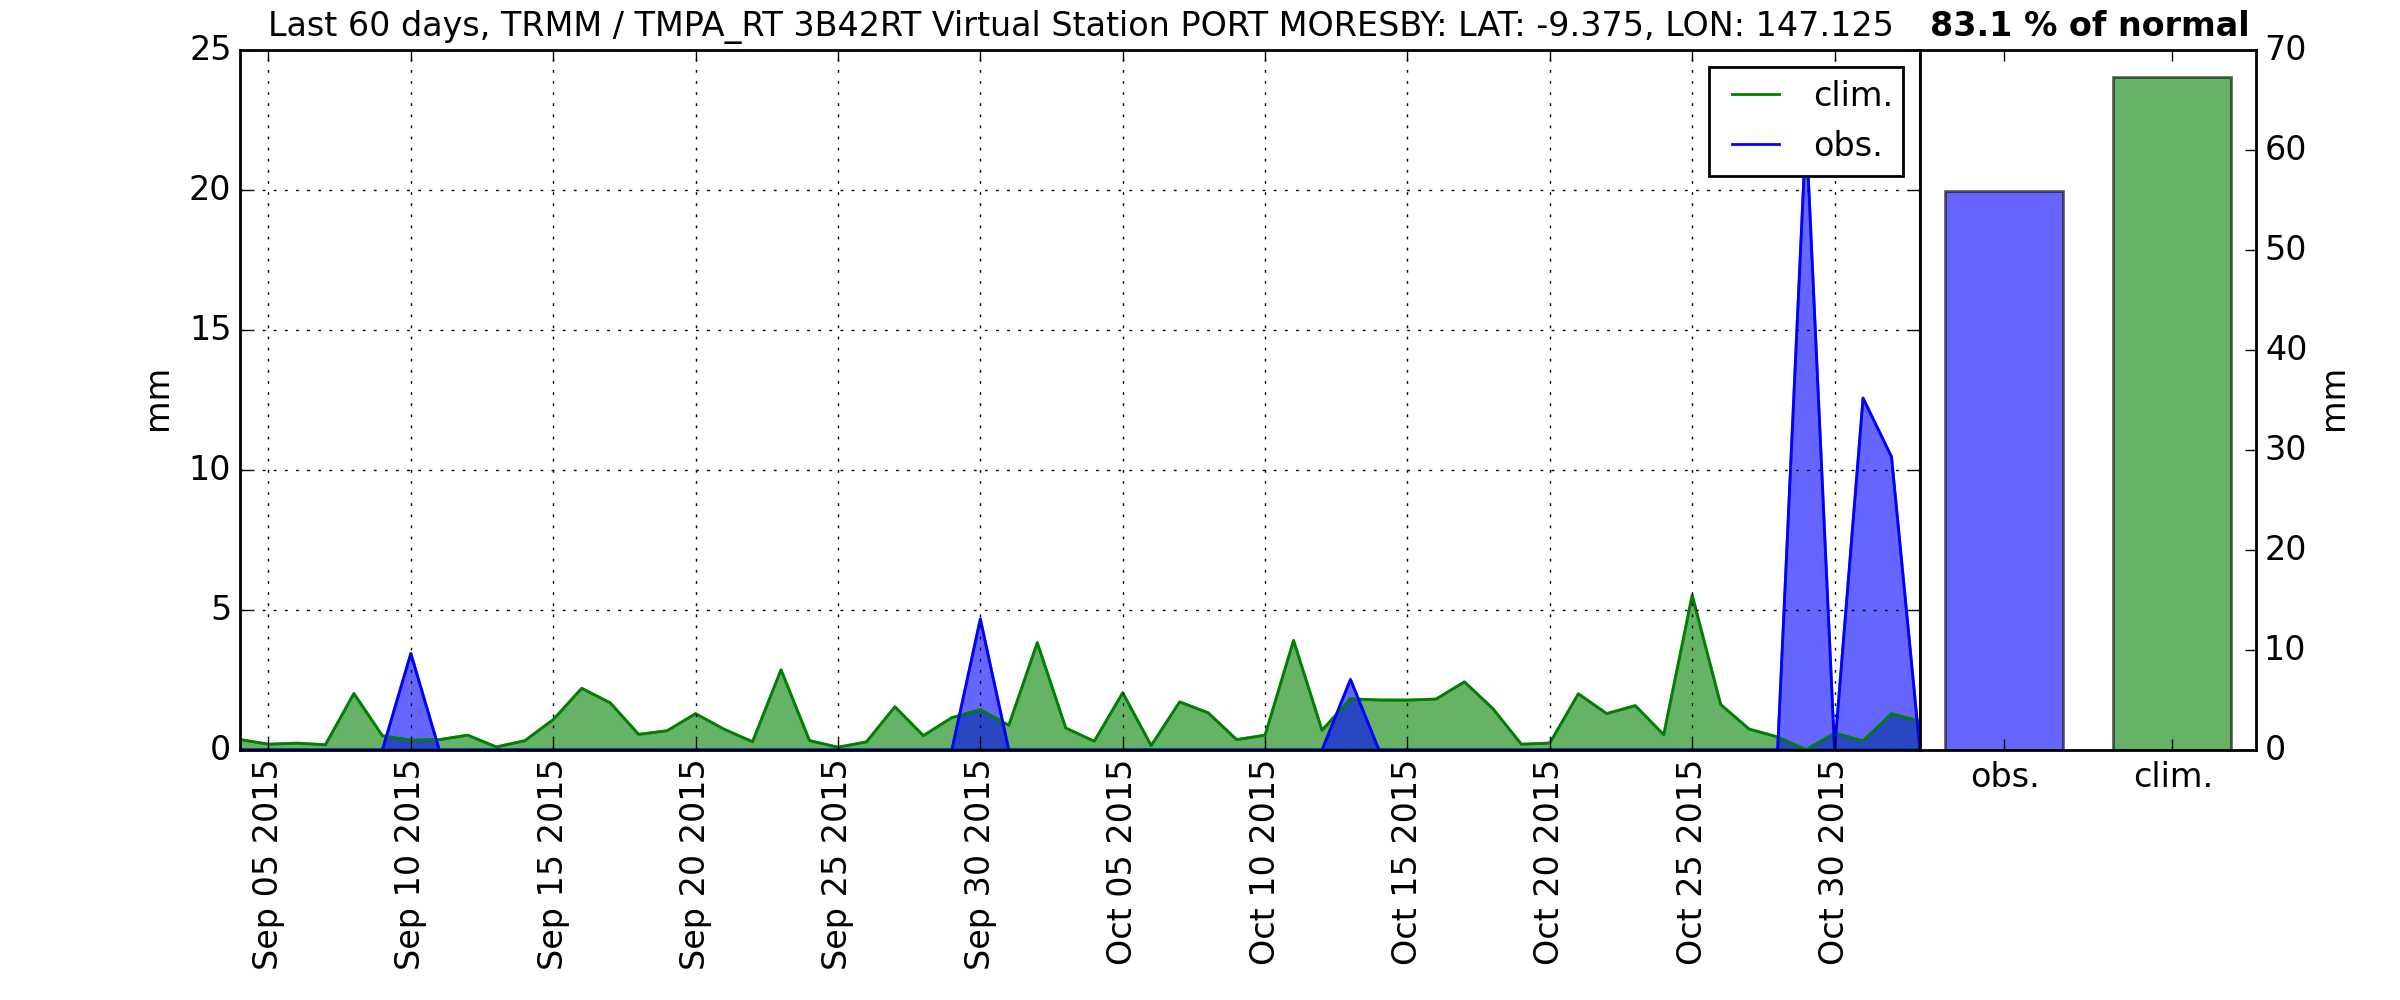 Last 60 days, TRMM / TMPA_RT 3B42RT Virtual Station PORT MORESBY: LAT: -9.375, LON: 147.125
83.1 % of normal
clim.
obs.
25
20
15
10
5
0
mm
70
60
50
40
30
20
10
0
mm
Sep 05 2015
Sep 10 2015
Sep 15 2015
Sep 20 2015
Sep 25 2015
Sep 30 2015
Oct 05 2015
Oct 10 2015
Oct 15 2015
Oct 20 2015
Oct 25 2015
Oct 30 2015
obs.
clim.